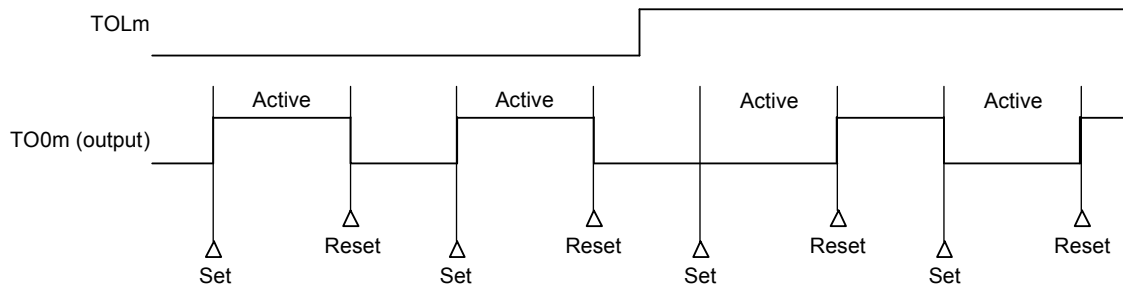 TOLm
Active Active Active Active
TO0m (output)
Reset Reset Reset Reset
Set Set Set Set